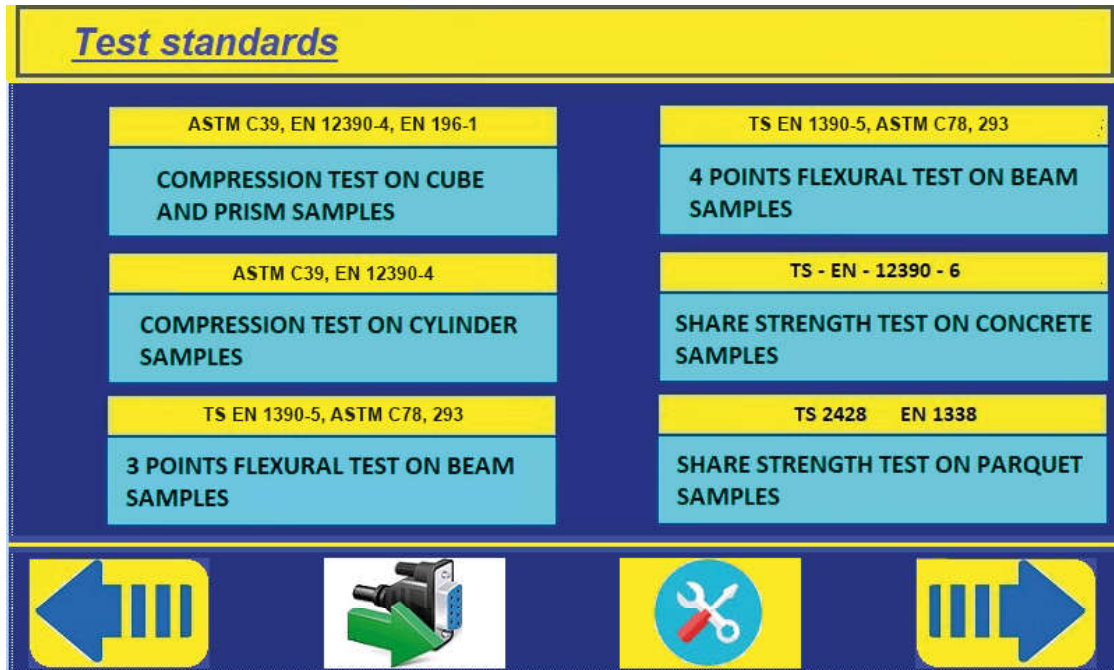 Test standards
ASTM C39, EN 12390-4, EN 196-1
COMPRESSION TEST ON CUBE
AND PRISM SAMPLES
ASTM C39, EN 12390-4
COMPRESSION TEST ON CYLINDER
SAMPLES
TS EN 1390-5, ASTM C78, 293
3 POINTS FLEXURAL TEST ON BEAM
SAMPLES
TS EN 1390-5, ASTM C78, 293
4 POINTS FLEXURAL TEST ON BEAM
SAMPLES
TS - EN - 12390 - 6
SHARE STRENGTH TEST ON CONCRETE
SAMPLES
TS 2428 EN 1338
SHARE STRENGTH TEST ON PARQUET
SAMPLES